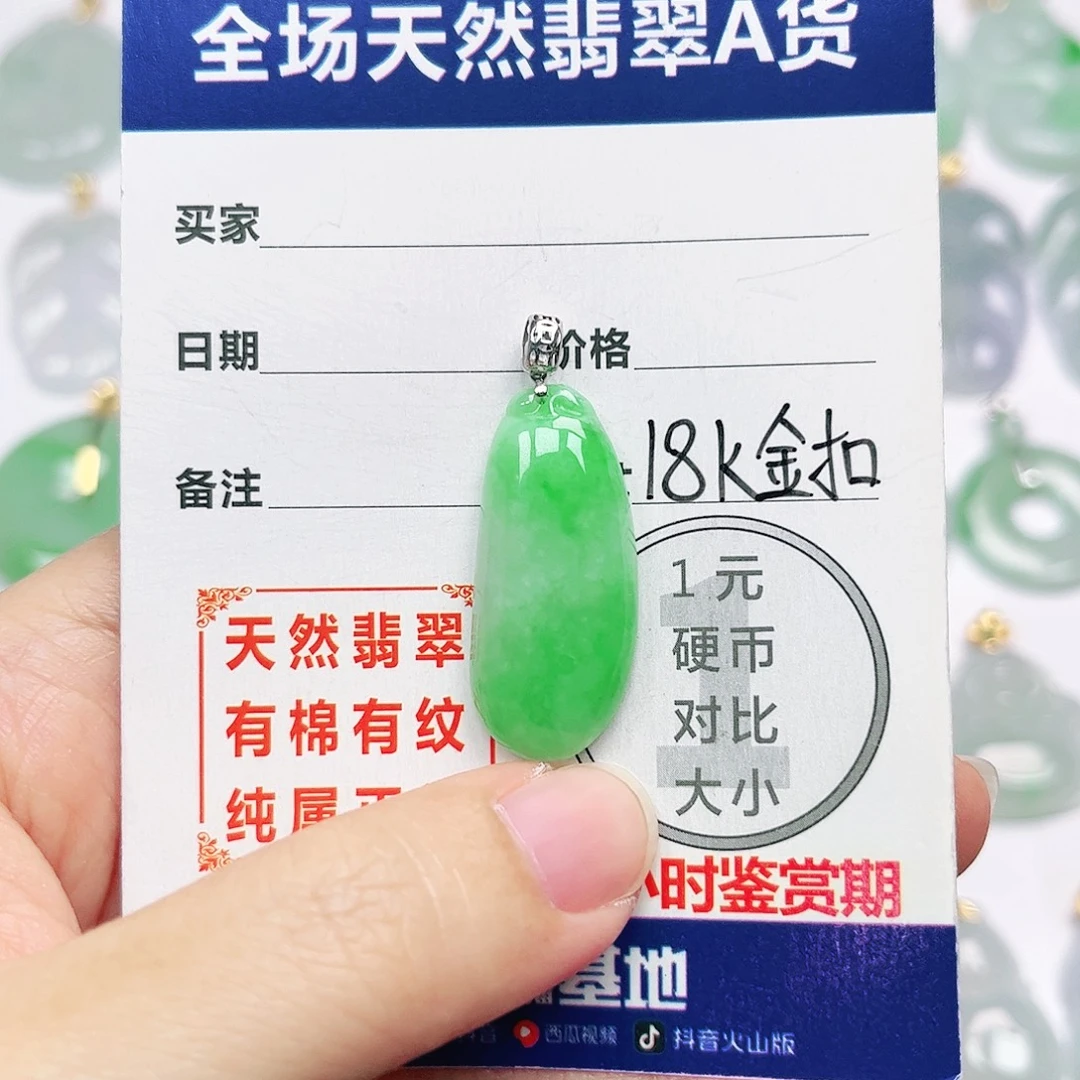 全场天然翡翠A货
买家
日期 价格
备注 18k金扣
天然翡翠
有棉有纹
纯属
1元
硬币
对比
大小
小时鉴赏期
基地
西瓜视频 抖音火山版